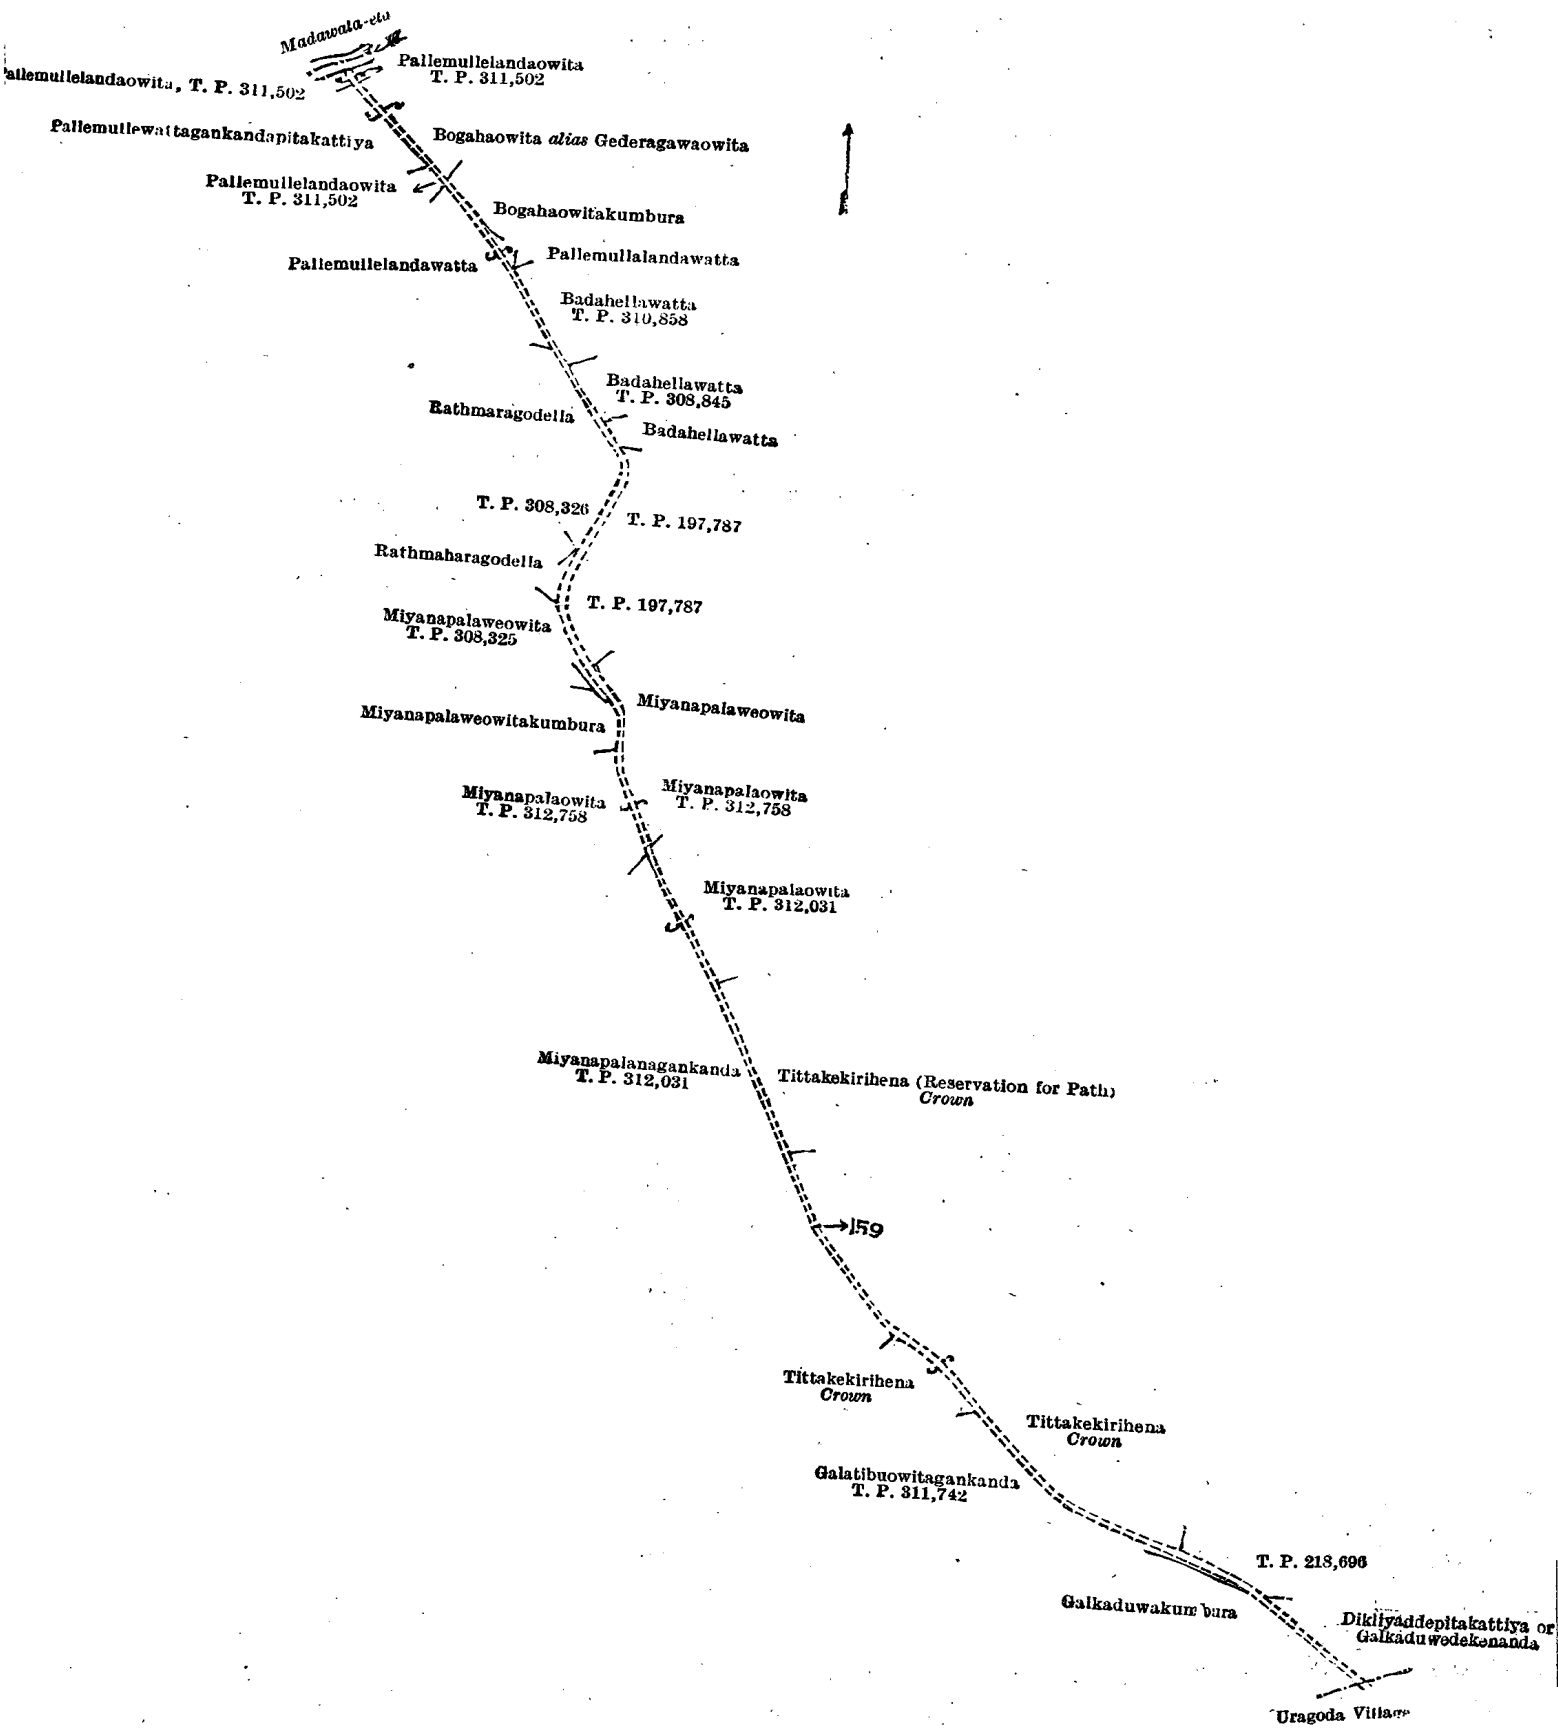 Madawala-ela
Pallemullelandaowita
T. P. 311,502
Pallemullelandaowita, T. P. 311,502
Pallemullewattagankandapitakattiya
Bogahaowita alias Gederagawaowita
Pallemullelandaowita
T. P. 311,502
Bogahaowitakumbura
Pallemullelandawatta
Pallemullalandawatta
Badahellawatta
T. P. 310,858
Badahellawatta
T. P. 308,845
Rathmaragodella
Badahellawatta
T. P. 308,326
T. P. 197,787
Rathmaharagodella
T. P. 197,787
Miyanapalaweowita
T. P. 308,325
Miyanapalaweowita
Miyanapalaweowitakumbura
Miyanapalaowita
T. P. 312,758
Miyanapalaowita
T. P. 312,758
Miyanapalaowita
T. P. 312,031
Miyanapalanagankanda
T. P. 312,031
Tittakekirihena (Reservation for Path)
Crown
159
Tittakekirihena
Crown
Tittakekirihena
Crown
Galatibuowitagankanda
T. P. 311,742
T. P. 218,696
Galkaduwakumbura
Dikliyaddepitakattiya or
Galkaduwedekenanda
Uragoda Village